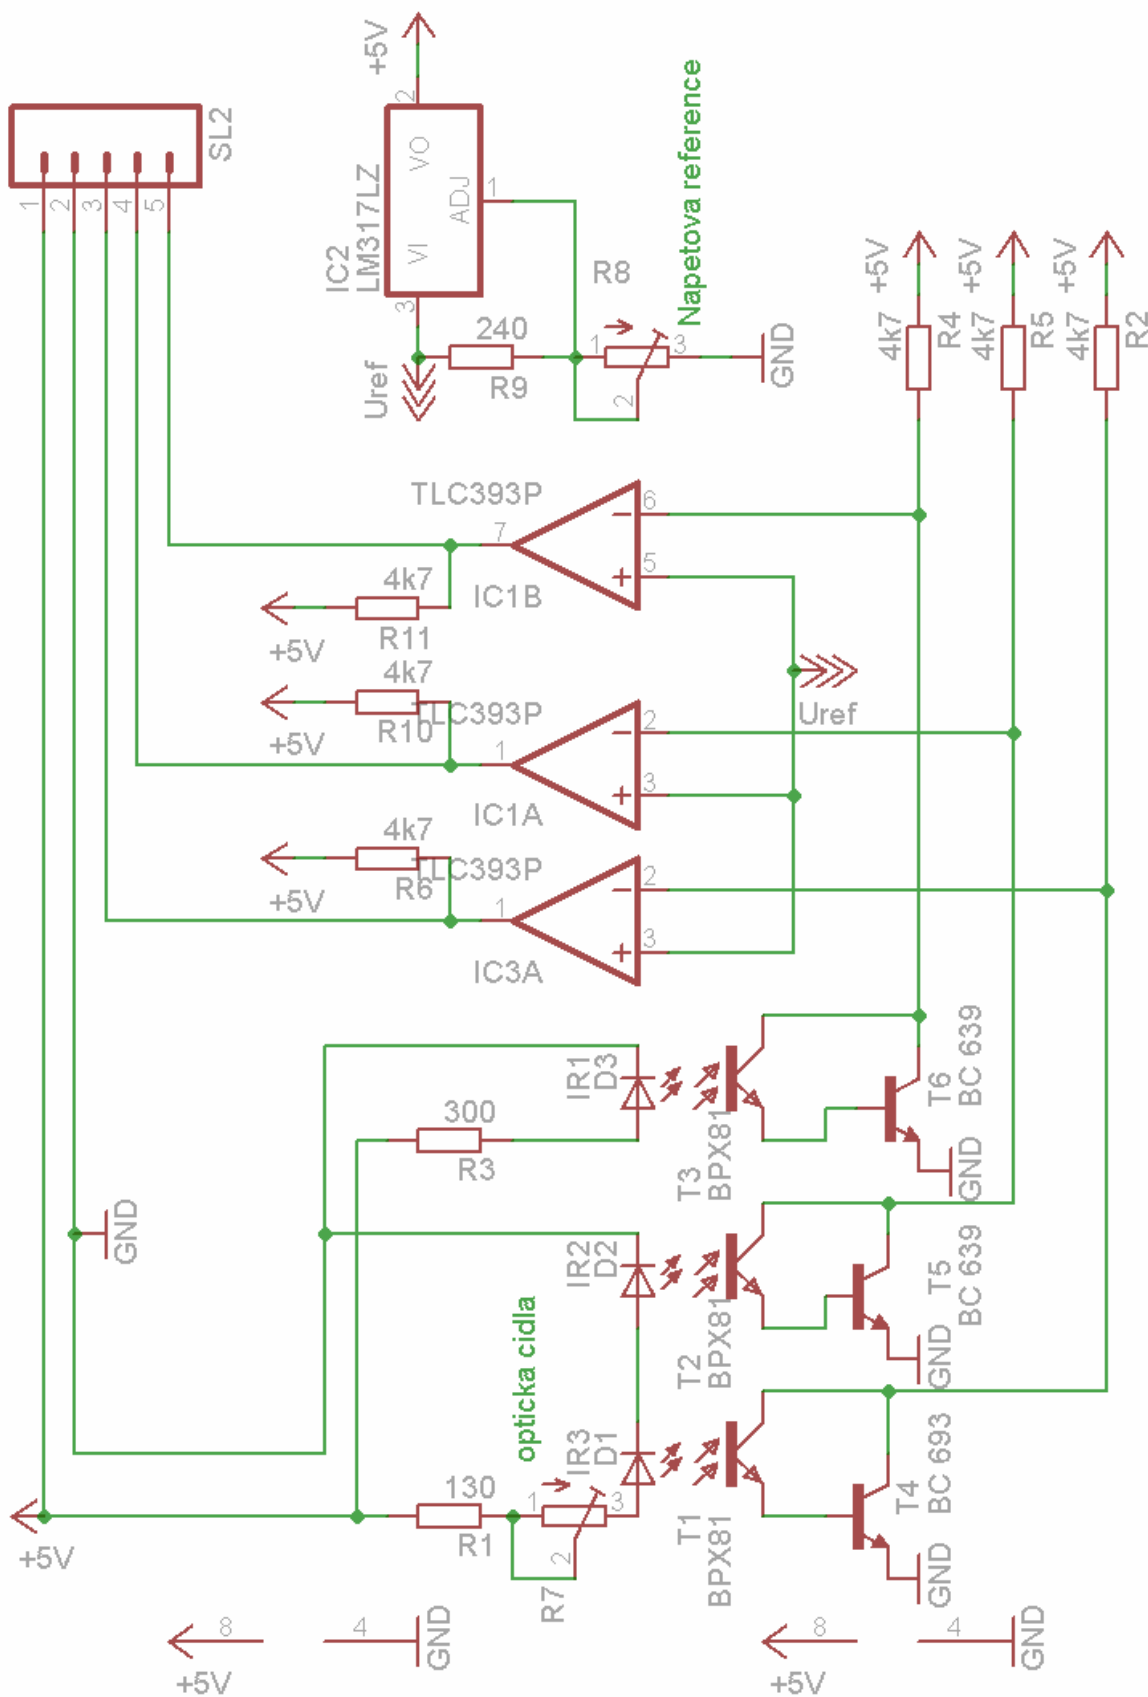 +5V
SL2
1
2
3
4
5
2
VO
IC2
LM317LZ
VI
ADJ
1
3
Uref
240
R9
R8
1
2
3
GND
Napetova reference
+5V
4k7
R4
+5V
4k7
R5
+5V
4k7
R2
TLC393P
7
6
5
IC1B
4k7
R11
+5V
4k7
R10
+5V
TLC393P
1
2
3
IC1A
Uref
4k7
R6
+5V
TLC393P
1
2
3
IC3A
IR1
D3
300
R3
T3
BPX81
T6
BC 639
GND
GND
IR2
D2
T2
BPX81
T5
BC 639
GND
opticka cidla
IR3
D1
130
R1
1
2
3
R7
T1
BPX81
T4
BC 693
GND
+5V
8
4
+5V
GND
8
4
+5V
GND